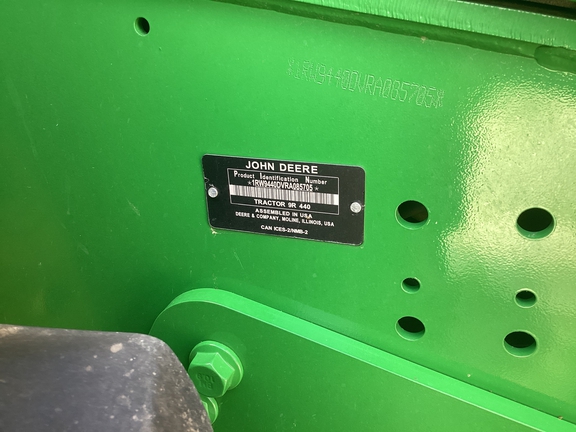 *1RW9440DVRA085705*
JOHN DEERE
Product Identification Number
*1RW9440DVRA085705*
TRACTOR 9R 440
ASSEMBLED IN USA
DEERE & COMPANY, MOLINE, ILLINOIS, USA
CAN ICES-2/NMB-2